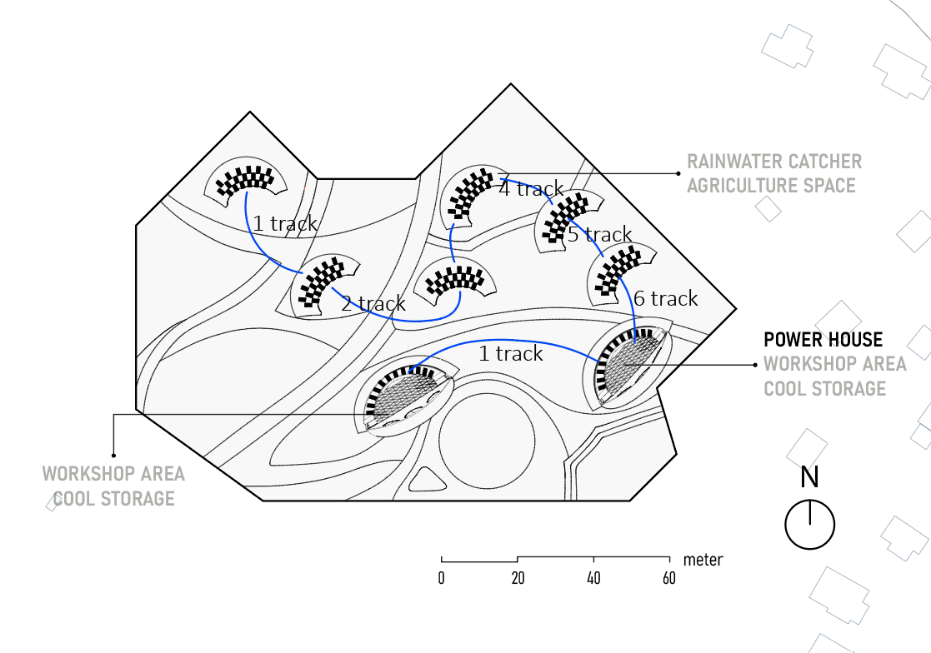 RAINWATER CATCHER
AGRICULTURE SPACE
4 track
1 track
5 track
2 track
6 track
1 track
POWER HOUSE
WORKSHOP AREA
COOL STORAGE
WORKSHOP AREA
COOL STORAGE
N
meter
0 20 40 60